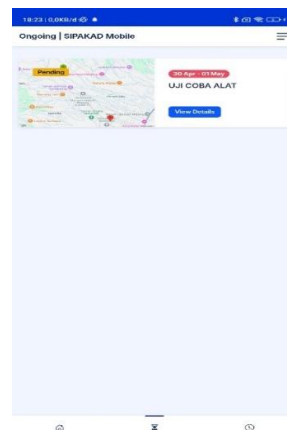 18:23 | 0,0KB/d
Ongoing | SIPAKAD Mobile
Pending
30 Apr - 01 May
UJI COBA ALAT
View Details